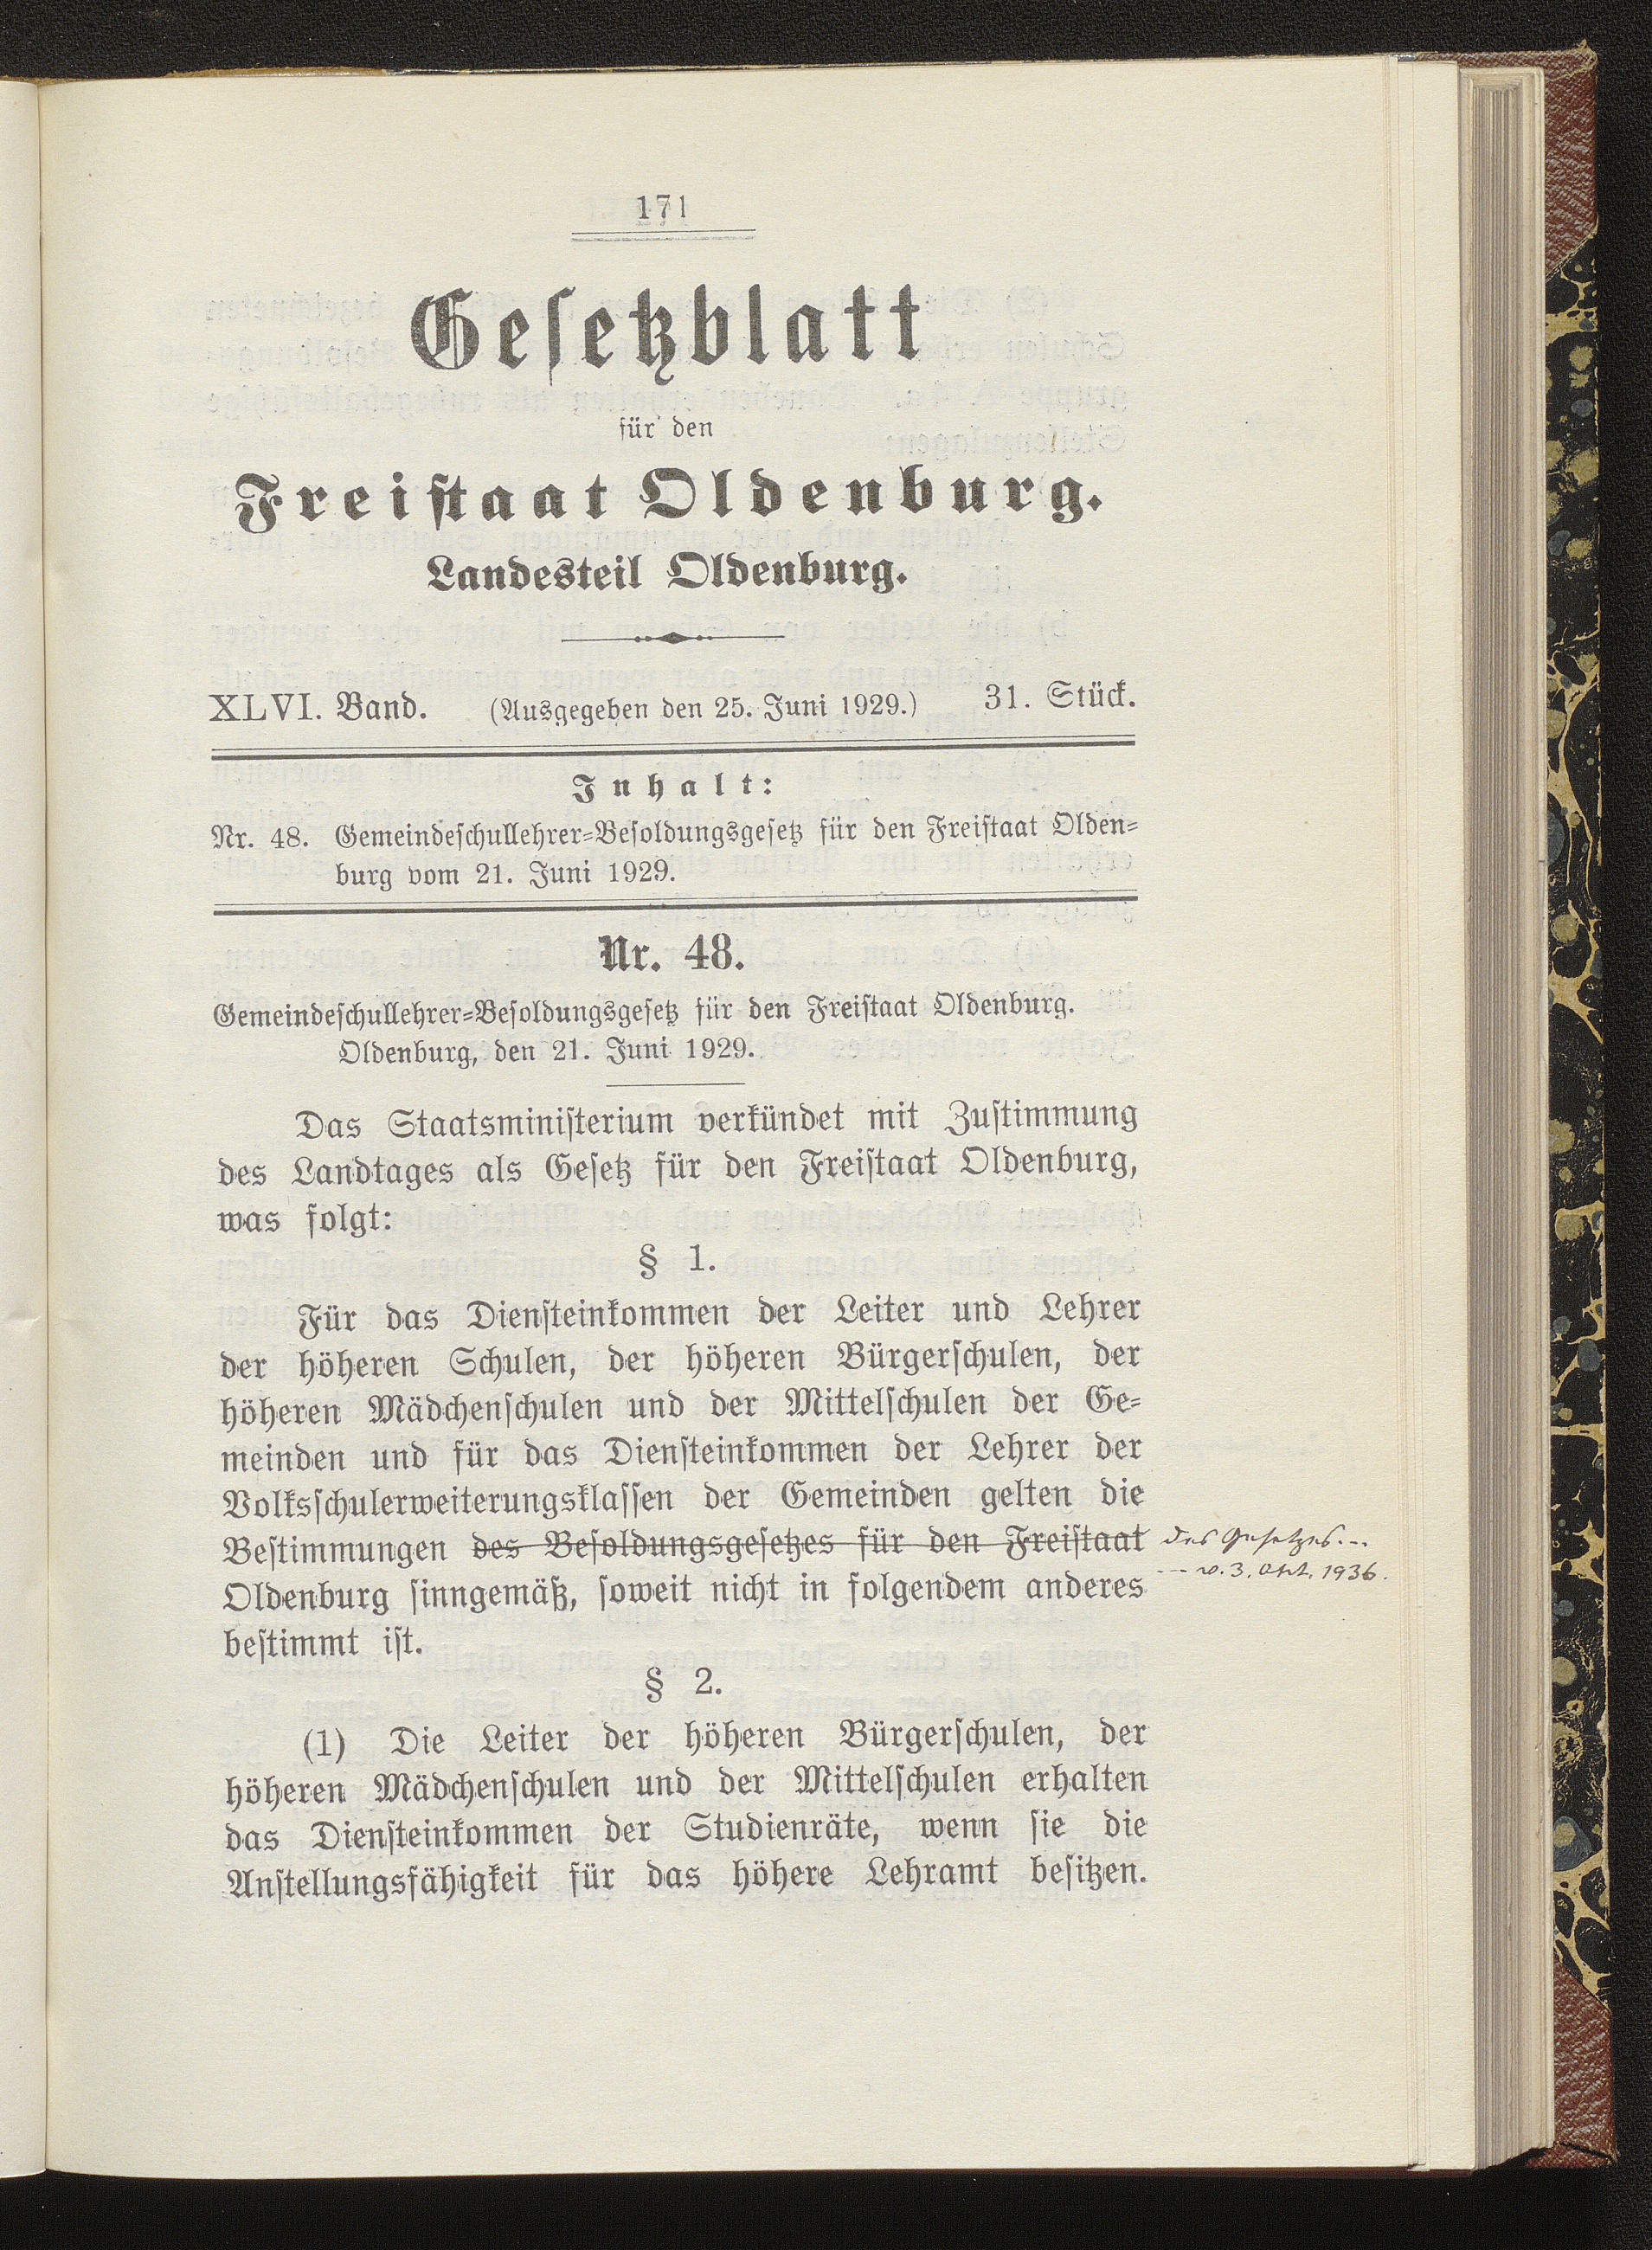 171
Gesetzblatt
für den
Freistaat Oldenburg.
Landesteil Oldenburg.
XLVI. Band. (Ausgegeben den 25. Juni 1929.) 31. Stück.
Inhalt:
Nr. 48. Gemeindeschullehrer=Besoldungsgesetz für den Freistaat Olden=
burg vom 21. Juni 1929.
Nr. 48.
Gemeindeschullehrer=Besoldungsgesetz für den Freistaat Oldenburg.
Oldenburg, den 21. Juni 1929.
Das Staatsministerium verkündet mit Zustimmung
des Landtages als Gesetz für den Freistaat Oldenburg,
was folgt:
§ 1.
Für das Diensteinkommen der Leiter und Lehrer
der höheren Schulen, der höheren Bürgerschulen, der
höheren Mädchenschulen und der Mittelschulen der Ge=
meinden und für das Diensteinkommen der Lehrer der
Volksschulerweiterungsklassen der Gemeinden gelten die
Bestimmungen des Besoldungsgesetzes für den Freistaat
des Gesetzes...
-- v. 3. Okt. 1936.
Oldenburg sinngemäß, soweit nicht in folgendem anderes
bestimmt ist.
§ 2.
(1) Die Leiter der höheren Bürgerschulen, der
höheren Mädchenschulen und der Mittelschulen erhalten
das Diensteinkommen der Studienräte, wenn sie die
Anstellungsfähigkeit für das höhere Lehramt besitzen.